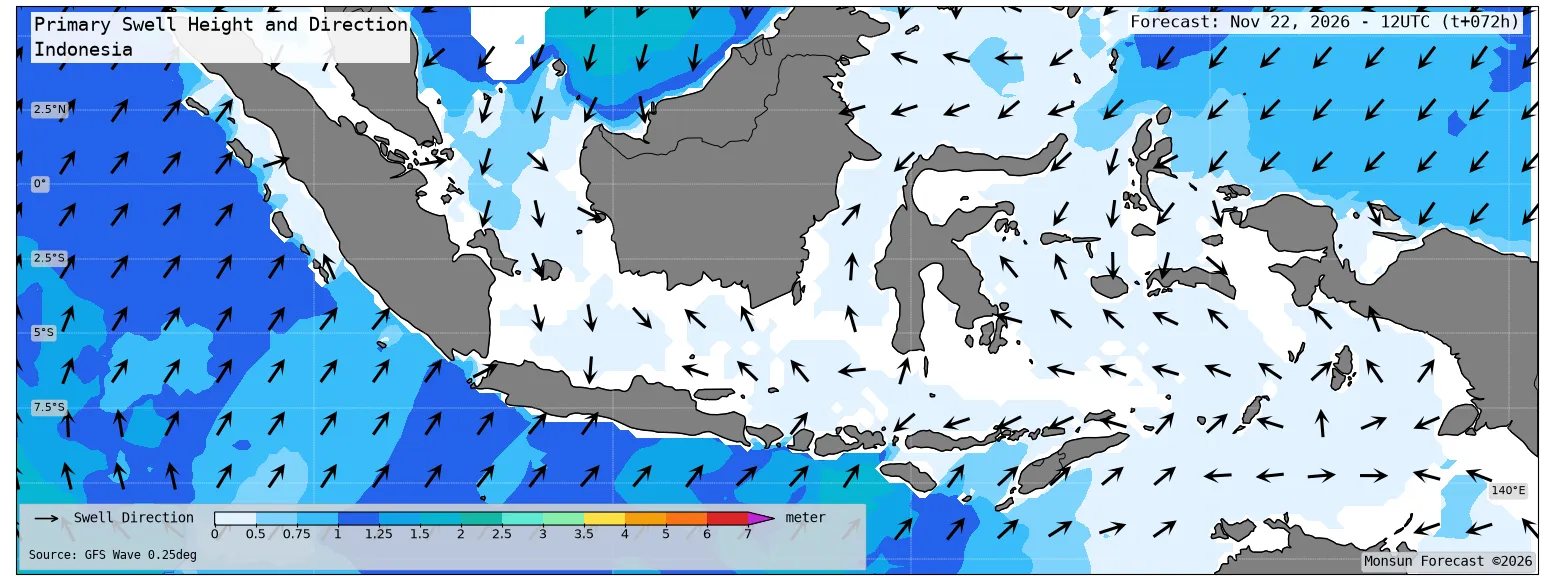 Primary Swell Height and Direction
Indonesia
Forecast: Nov 22, 2026 - 12UTC (t+072h)
2.5°N
0°
2.5°S
5°S
7.5°S
140°E
Swell Direction
meter
0 0.5 0.75 1 1.25 1.5 2 2.5 3 3.5 4 5 6 7
Source: GFS Wave 0.25deg
Monsun Forecast ©2026